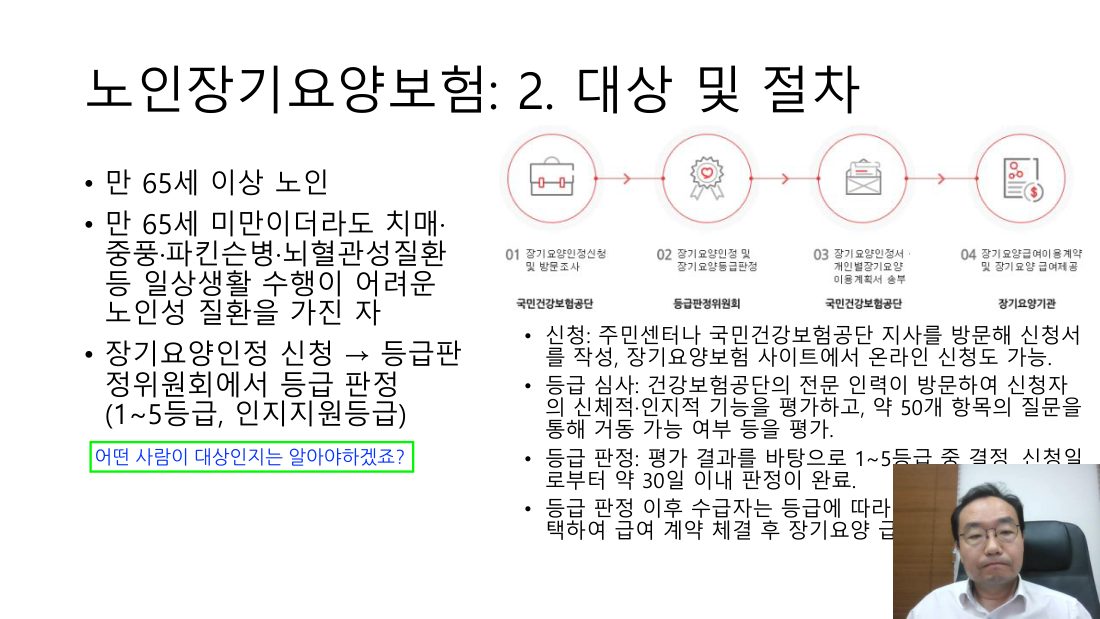 노인장기요양보험: 2. 대상 및 절차
• 만 65세 이상 노인
• 만 65세 미만이더라도 치매·
중풍·파킨슨병·뇌혈관성질환
등 일상생활 수행이 어려운
노인성 질환을 가진 자
• 장기요양인정 신청 → 등급판
정위원회에서 등급 판정
(1~5등급, 인지지원등급)
어떤 사람이 대상인지는 알아야하겠죠?
01 장기요양인정신청
및 방문조사
국민건강보험공단
02 장기요양인정 및
장기요양등급판정
등급판정위원회
03 장기요양인정서·
개인별장기요양
이용계획서 송부
국민건강보험공단
04 장기요양급여이용계약
및 장기요양 급여제공
장기요양기관
• 신청: 주민센터나 국민건강보험공단 지사를 방문해 신청서
를 작성, 장기요양보험 사이트에서 온라인 신청도 가능.
• 등급 심사: 건강보험공단의 전문 인력이 방문하여 신청자
의 신체적·인지적 기능을 평가하고, 약 50개 항목의 질문을
통해 거동 가능 여부 등을 평가.
• 등급 판정: 평가 결과를 바탕으로 1~5등급 중 결정, 신청일
로부터 약 30일 이내 판정이 완료.
• 등급 판정 이후 수급자는 등급에 따라
택하여 급여 계약 체결 후 장기요양 급